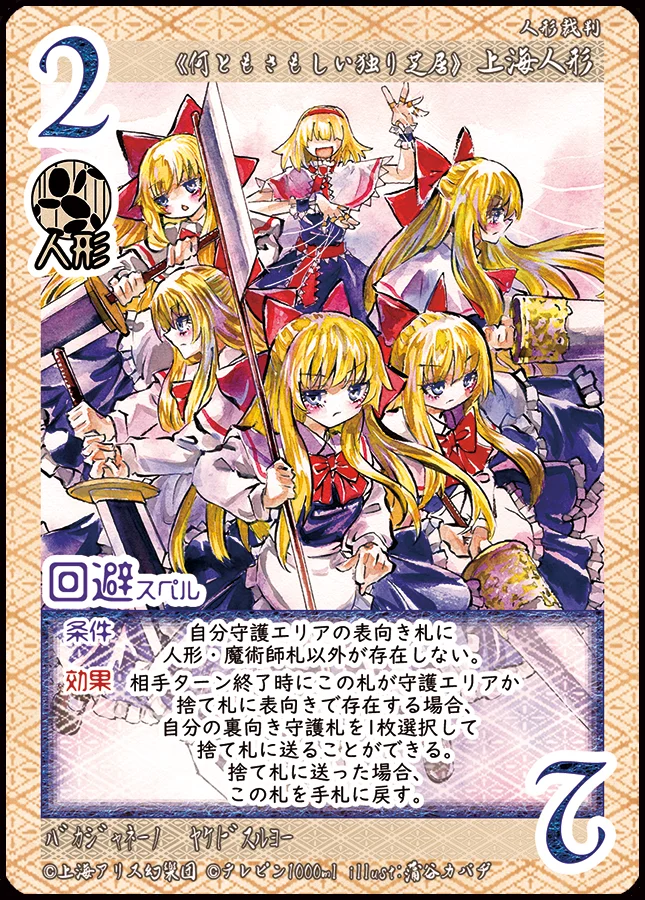 人形裁判
2
《何ともさもしい独り芝居》 上海人形
人形
回避スペル
条件 自分守護エリアの表向き札に
人形・魔術師札以外が存在しない。
効果 相手ターン終了時にこの札が守護エリアか
捨て札に表向きで存在する場合、
自分の裏向き守護札を1枚選択して
捨て札に送ることができる。
捨て札に送った場合、
この札を手札に戻す。
2
バカジャネーノ ヤケドスルヨー
©上海アリス幻樂団 ©テレピン1000ml illust:蒲谷カバヂ